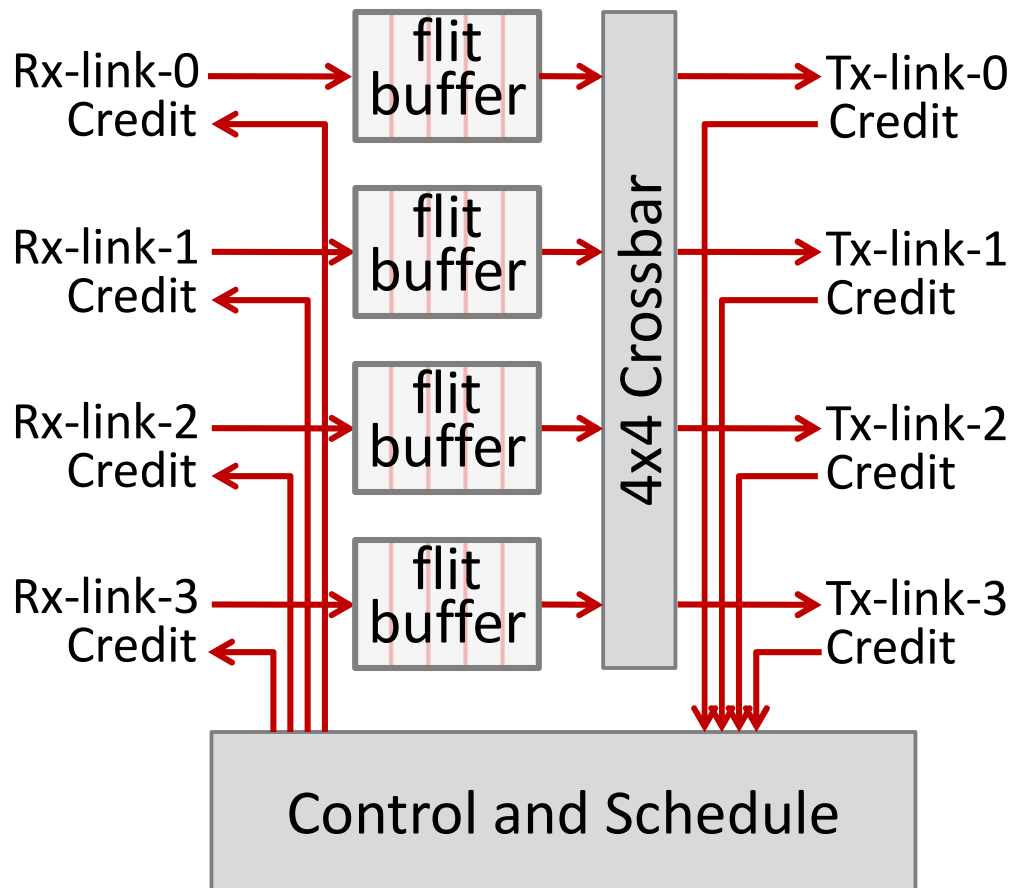 Rx-link-0
Credit
flit
buffer
Tx-link-0
Credit
Rx-link-1
Credit
flit
buffer
Tx-link-1
Credit
4x4 Crossbar
Rx-link-2
Credit
flit
buffer
Tx-link-2
Credit
Rx-link-3
Credit
flit
buffer
Tx-link-3
Credit
Control and Schedule